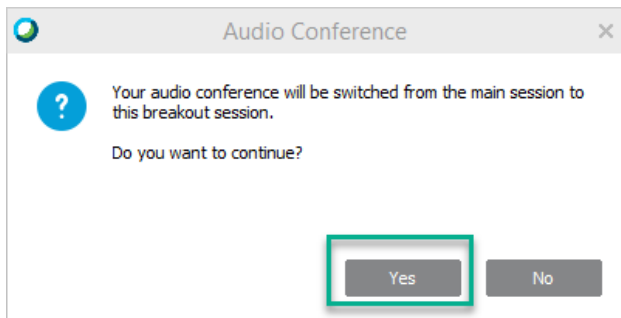 Audio Conference
Your audio conference will be switched from the main session to
this breakout session.
Do you want to continue?
Yes No